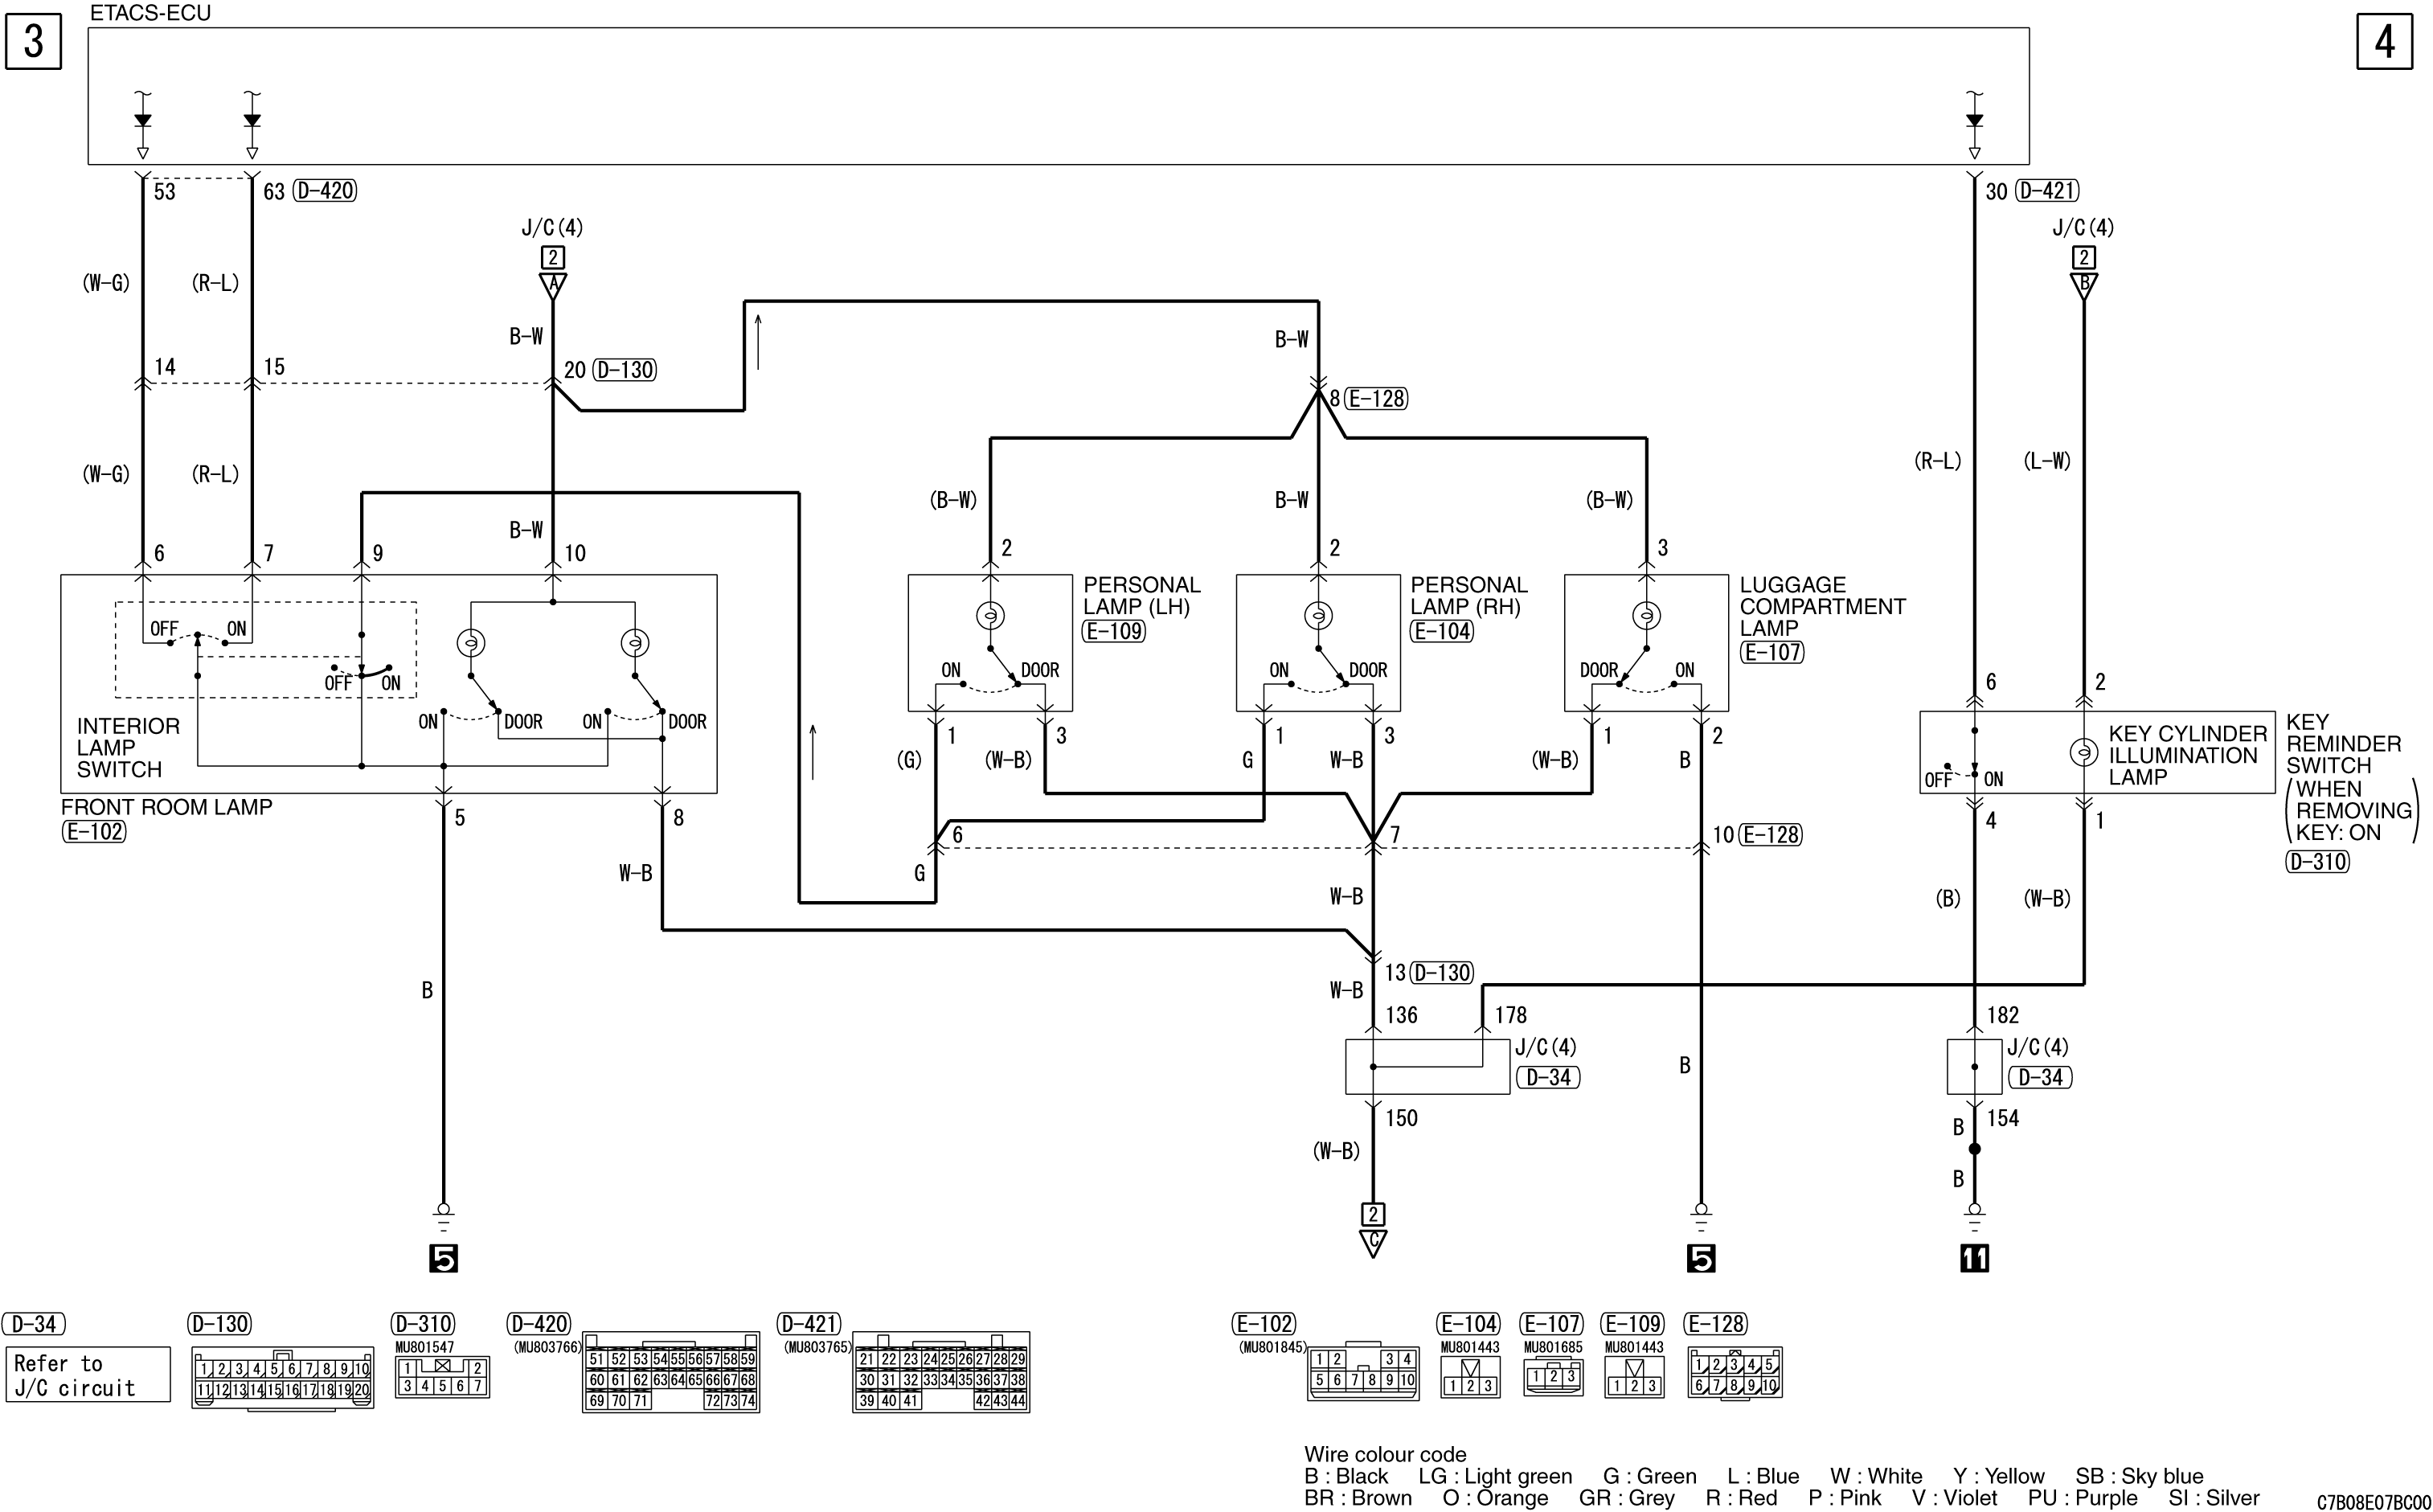 3
ETACS-ECU
4
53
63 (D-420)
30 (D-421)
J/C(4)
2
A
J/C(4)
2
B
(W-G)
(R-L)
B-W
B-W
14
15
20 (D-130)
8 (E-128)
(W-G)
(R-L)
B-W
(B-W)
B-W
(B-W)
(R-L)
(L-W)
6
7
9
10
2
2
3
OFF
ON
OFF
ON
ON
DOOR
ON
DOOR
INTERIOR
LAMP
SWITCH
FRONT ROOM LAMP
(E-102)
PERSONAL
LAMP (LH)
(E-109)
ON
DOOR
PERSONAL
LAMP (RH)
(E-104)
ON
DOOR
LUGGAGE
COMPARTMENT
LAMP
(E-107)
DOOR
ON
6
2
KEY CYLINDER
ILLUMINATION
LAMP
OFF
ON
KEY
REMINDER
SWITCH
(WHEN
REMOVING
KEY: ON)
(D-310)
5
8
1
3
1
3
1
2
4
1
(G)
(W-B)
G
W-B
(W-B)
B
6
7
10 (E-128)
W-B
G
W-B
(B)
(W-B)
B
13 (D-130)
W-B
136
178
182
J/C(4)
(D-34)
J/C(4)
(D-34)
B
150
154
(W-B)
B
B
5
2
C
5
11
(D-34)
Refer to
J/C circuit
(D-130)
1 2 3 4 5 6 7 8 9 10
11 12 13 14 15 16 17 18 19 20
(D-310)
MU801547
1 2
3 4 5 6 7
(D-420)
(MU803766)
51 52 53 54 55 56 57 58 59
60 61 62 63 64 65 66 67 68
69 70 71 72 73 74
(D-421)
(MU803765)
21 22 23 24 25 26 27 28 29
30 31 32 33 34 35 36 37 38
39 40 41 42 43 44
(E-102)
(MU801845)
1 2 3 4
5 6 7 8 9 10
(E-104)
MU801443
1 2 3
(E-107)
MU801685
1 2 3
(E-109)
MU801443
1 2 3
(E-128)
1 2 3 4 5
6 7 8 9 10
Wire colour code
B : Black LG : Light green G : Green L : Blue W : White Y : Yellow SB : Sky blue
BR : Brown O : Orange GR : Grey R : Red P : Pink V : Violet PU : Purple SI : Silver